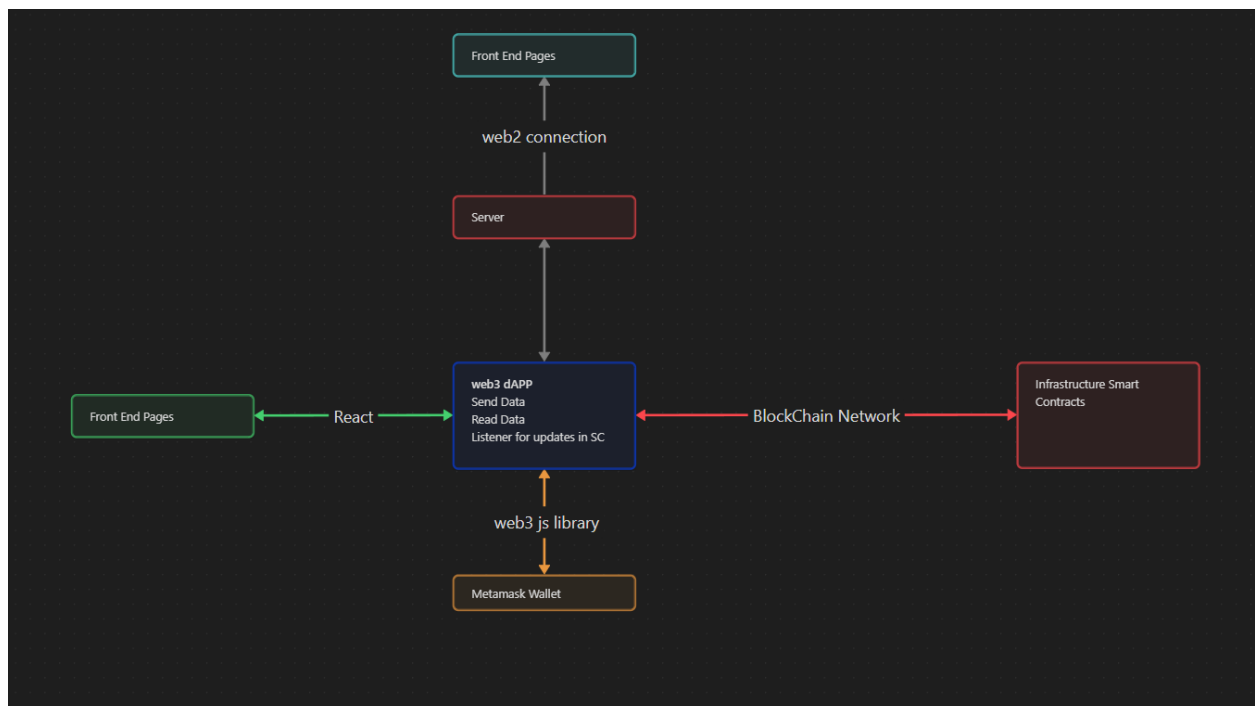 Front End Pages
web2 connection
Server
web3 dAPP
Send Data
Read Data
Listener for updates in SC
Front End Pages
React
BlockChain Network
Infrastructure Smart
Contracts
web3 js library
Metamask Wallet